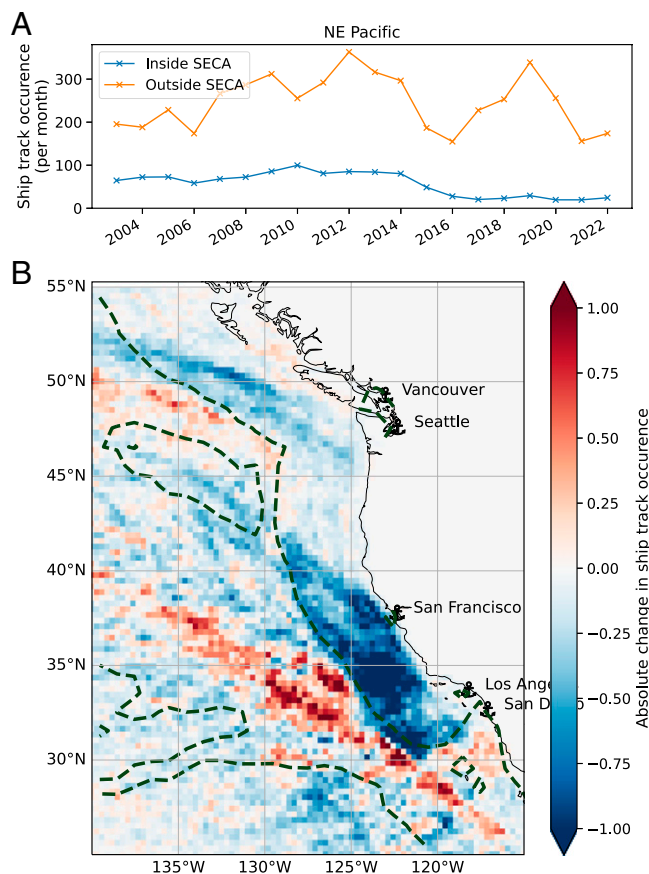 A
NE Pacific
Inside SECA
Outside SECA
Ship track occurence
(per month)
300
200
100
0
2004 2006 2008 2010 2012 2014 2016 2018 2020 2022
B
55°N
50°N
45°N
40°N
35°N
30°N
135°W 130°W 125°W 120°W
Vancouver
Seattle
San Francisco
Los Ange
San D
1.00
0.75
0.50
0.25
0.00
−0.25
−0.50
−0.75
−1.00
Absolute change in ship track occurence